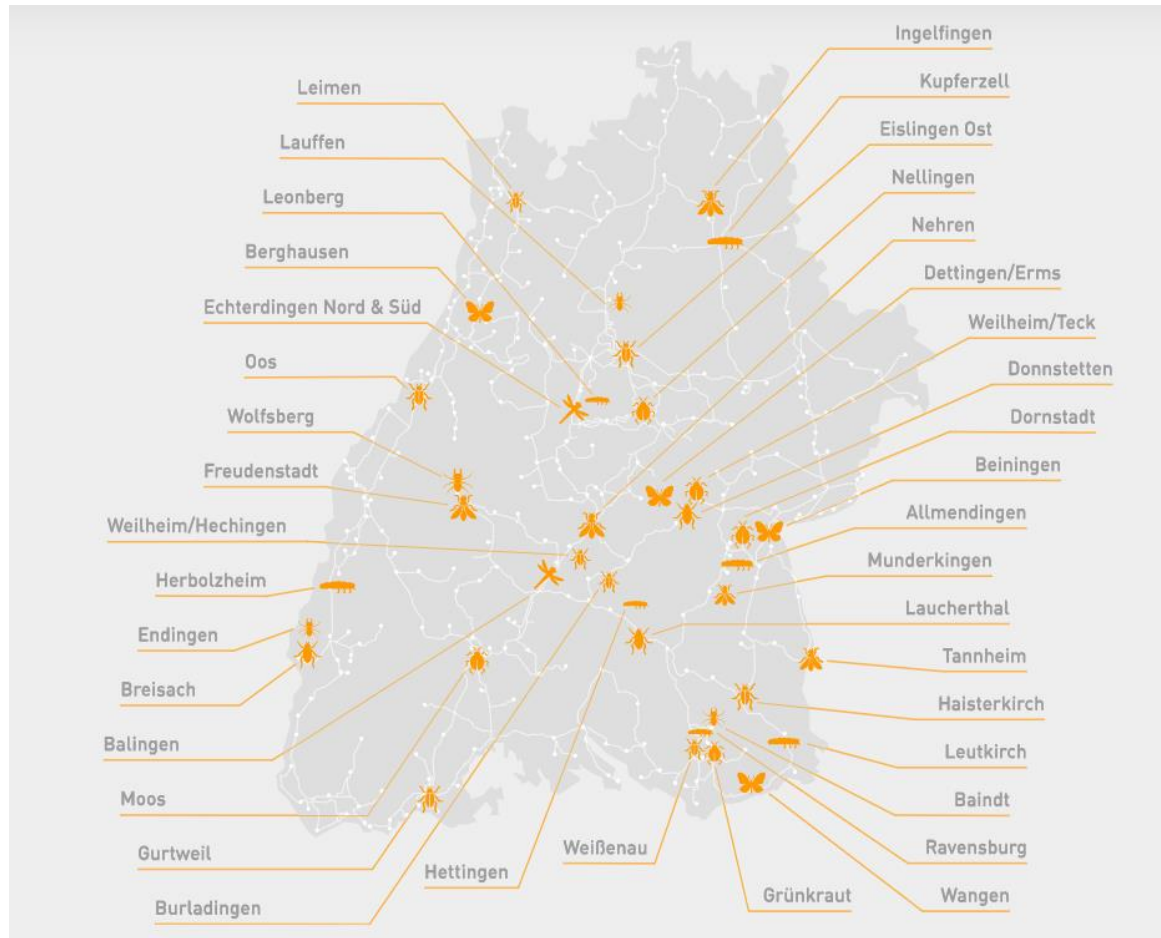 Ingelfingen
Kupferzell
Leimen
Eislingen Ost
Lauffen
Nellingen
Leonberg
Nehren
Berghausen
Dettingen/Erms
Echterdingen Nord & Süd
Weilheim/Teck
Oos
Donnstetten
Wolfsberg
Dornstadt
Freudenstadt
Beiningen
Allmendingen
Weilheim/Hechingen
Munderkingen
Herbolzheim
Laucherthal
Endingen
Tannheim
Breisach
Haisterkirch
Balingen
Leutkirch
Moos
Baindt
Gurtweil
Weißenau
Ravensburg
Hettingen
Grünkraut
Wangen
Burladingen